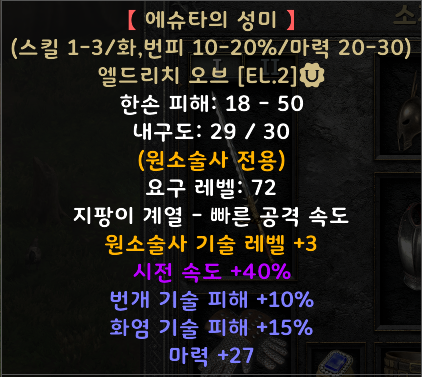 【 에슈타의 성미 】
(스킬 1-3/화,번피 10-20%/마력 20-30)
엘드리치 오브 [EL.2]
한손 피해: 18 - 50
내구도: 29 / 30
(원소술사 전용)
요구 레벨: 72
지팡이 계열 - 빠른 공격 속도
원소술사 기술 레벨 +3
시전 속도 +40%
번개 기술 피해 +10%
화염 기술 피해 +15%
마력 +27